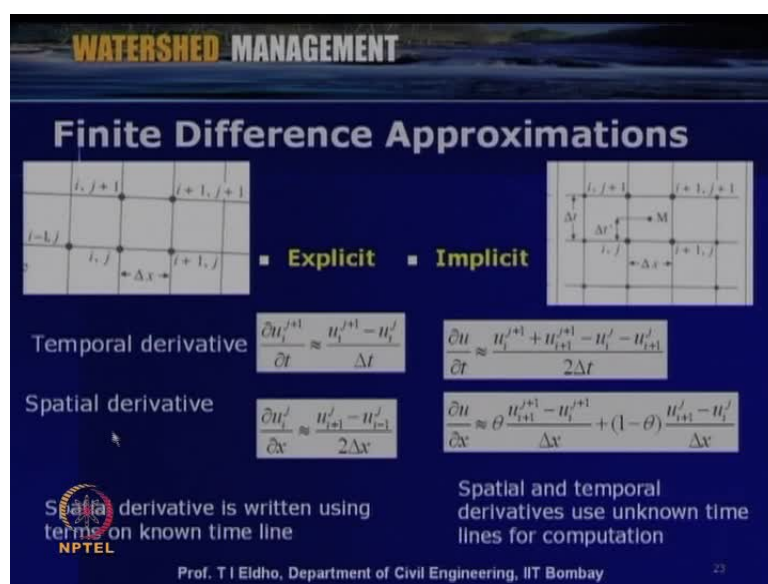 WATERSHED MANAGEMENT
Finite Difference Approximations
i, j + 1
i + 1, j + 1
i-1, j
i, j
i + 1, j
Δx
▪ Explicit ▪ Implicit
i, j+1
i + 1, j + 1
Δt
Δt'
M
i, j
i + 1, j
Δx
Temporal derivative
∂u_i^{j+1}/∂t ≈ (u_i^{j+1} − u_i^j)/Δt
∂u/∂t ≈ (u_i^{j+1} + u_{i+1}^{j+1} − u_i^j − u_{i+1}^j)/2Δt
Spatial derivative
∂u_i^j/∂x ≈ (u_{i+1}^j − u_{i−1}^j)/2Δx
∂u/∂x ≈ θ (u_{i+1}^{j+1} − u_i^{j+1})/Δx + (1−θ) (u_{i+1}^j − u_i^j)/Δx
Spatial derivative is written using
terms on known time line
Spatial and temporal
derivatives use unknown time
lines for computation
NPTEL
Prof. T I Eldho, Department of Civil Engineering, IIT Bombay
23